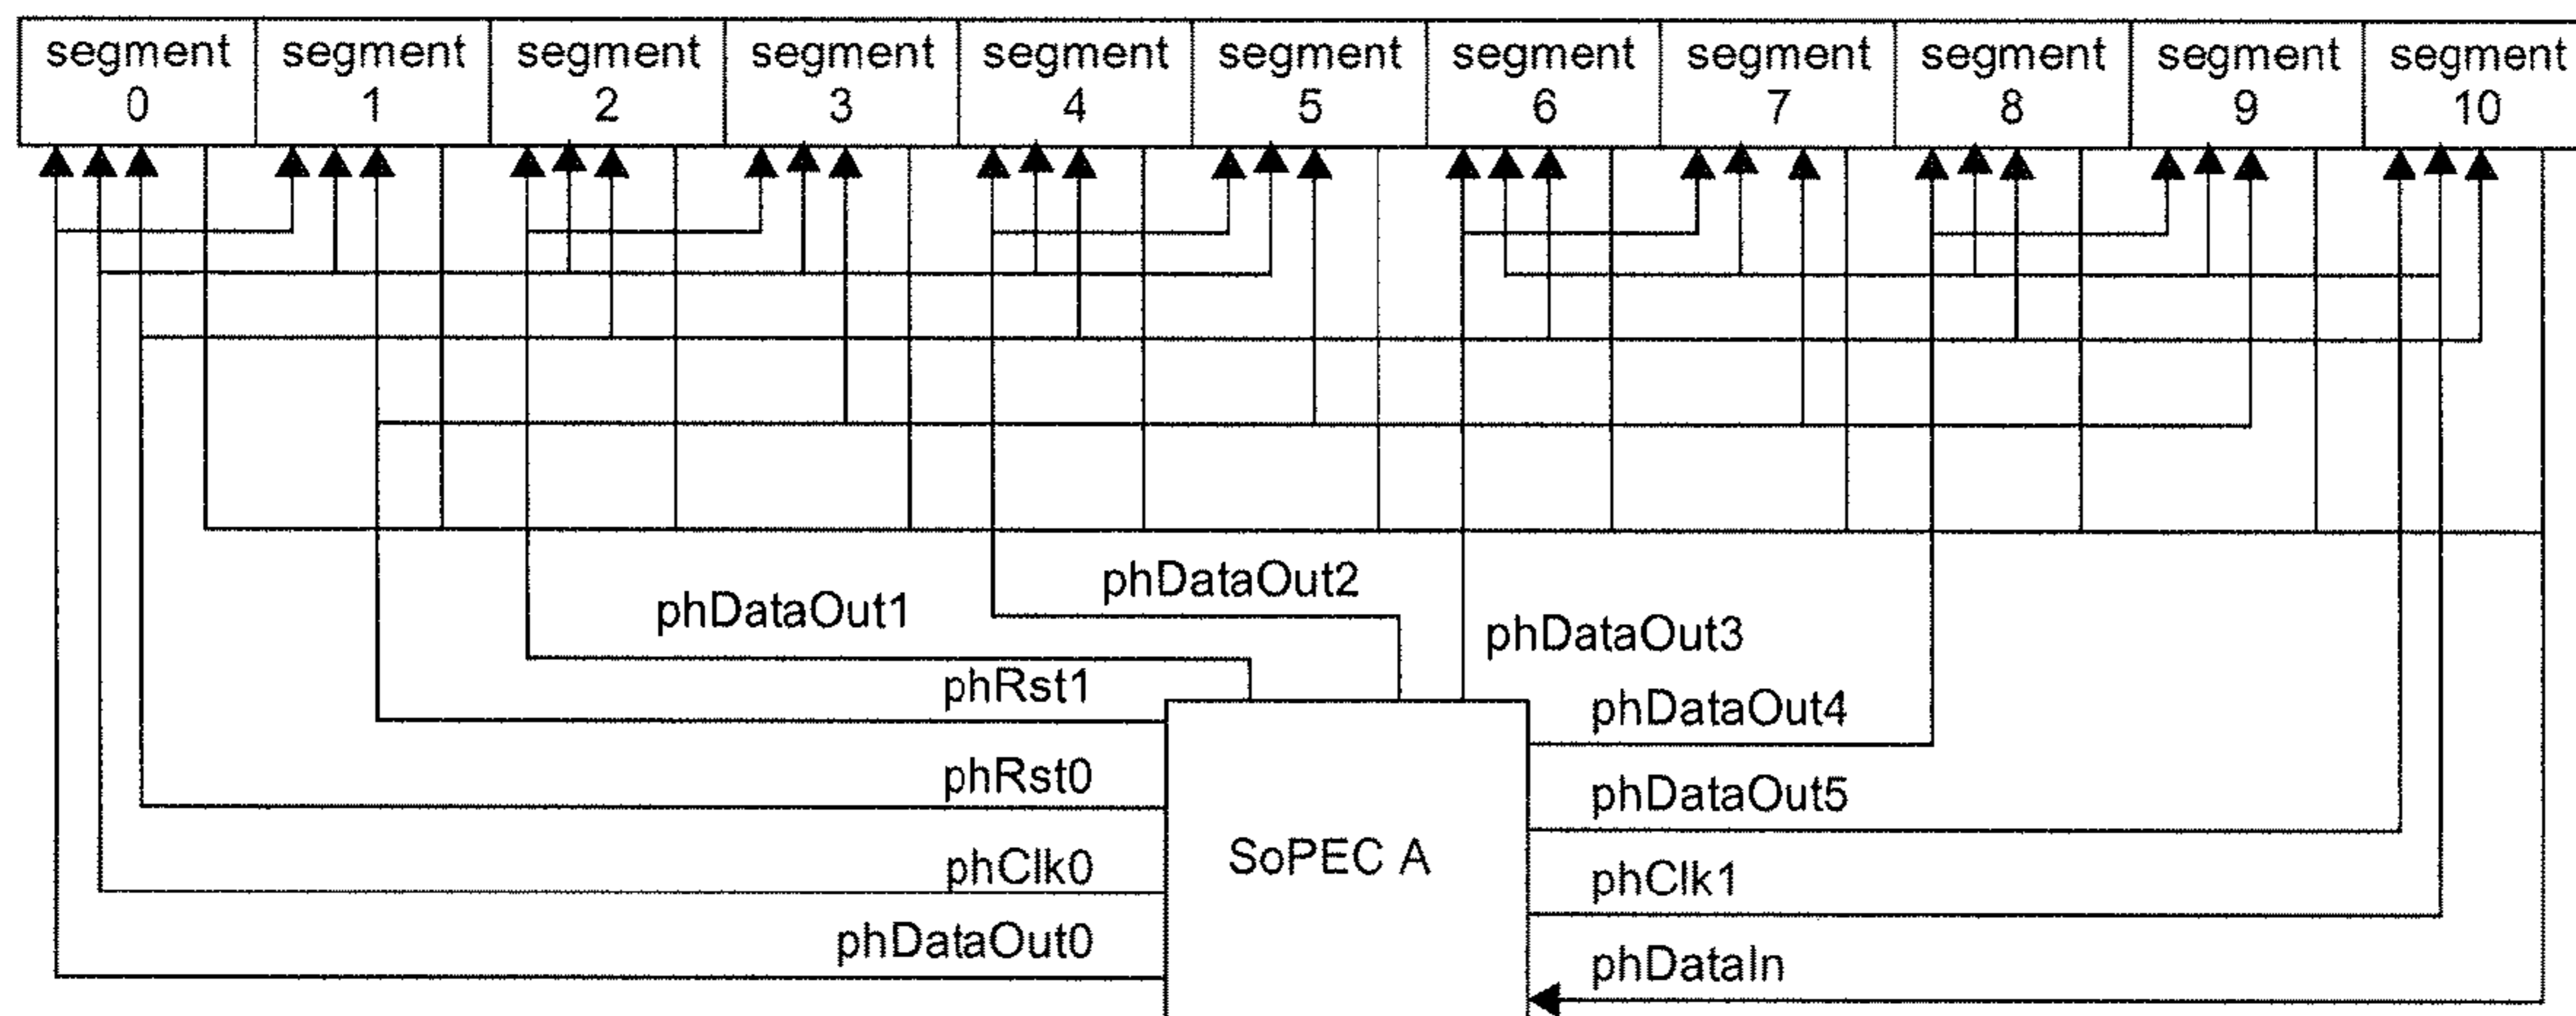 segment 0
segment 1
segment 2
segment 3
segment 4
segment 5
segment 6
segment 7
segment 8
segment 9
segment 10
phDataOut2
phDataOut1
phDataOut3
phRst1
phDataOut4
phRst0
phDataOut5
SoPEC A
phClk0
phClk1
phDataOut0
phDataIn